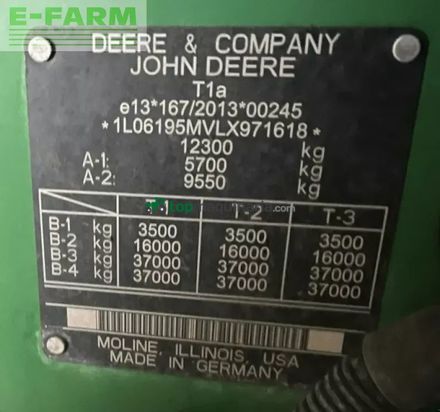 E-FARM
DEERE & COMPANY
JOHN DEERE
T1a
e13*167/2013*00245
*1L06195MVLX971618*
12300 kg
A-1: 5700 kg
A-2: 9550 kg
T-1 T-2 T-3
B-1 kg 3500 3500 3500
B-2 kg 16000 16000 16000
B-3 kg 37000 37000 37000
B-4 kg 37000 37000 37000
MOLINE, ILLINOIS, USA
MADE IN GERMANY